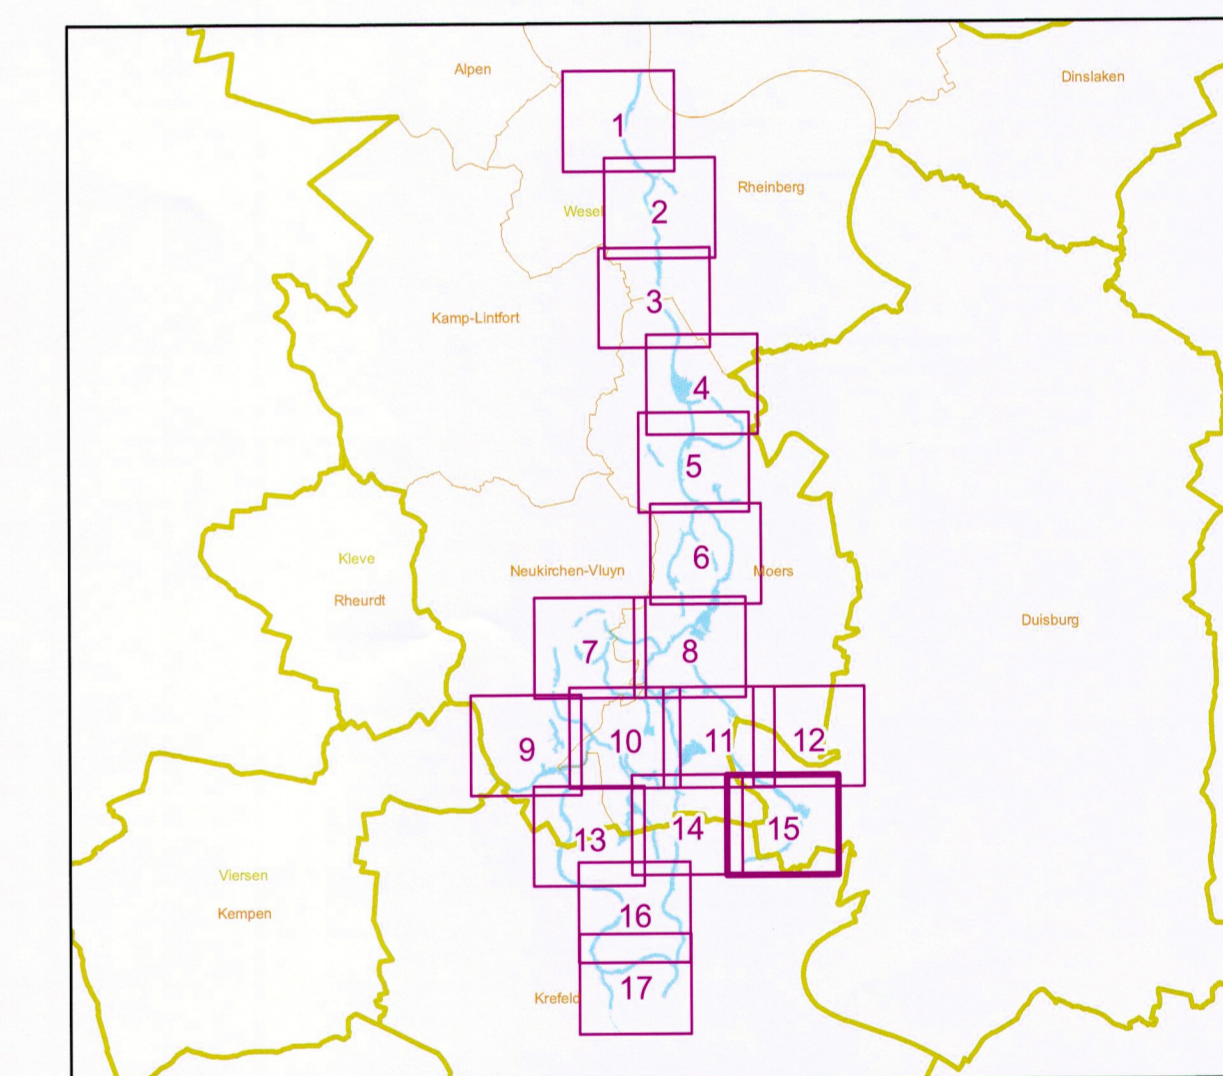 Alpen
Dinslaken
1
Rheinberg
Wesel
2
3
Kamp-Lintfort
4
5
6
Kleve
Neukirchen-Vluyn
Moers
Rheurdt
Duisburg
7
8
9
10
11
12
13
14
15
Viersen
Kempen
16
17
Krefeld